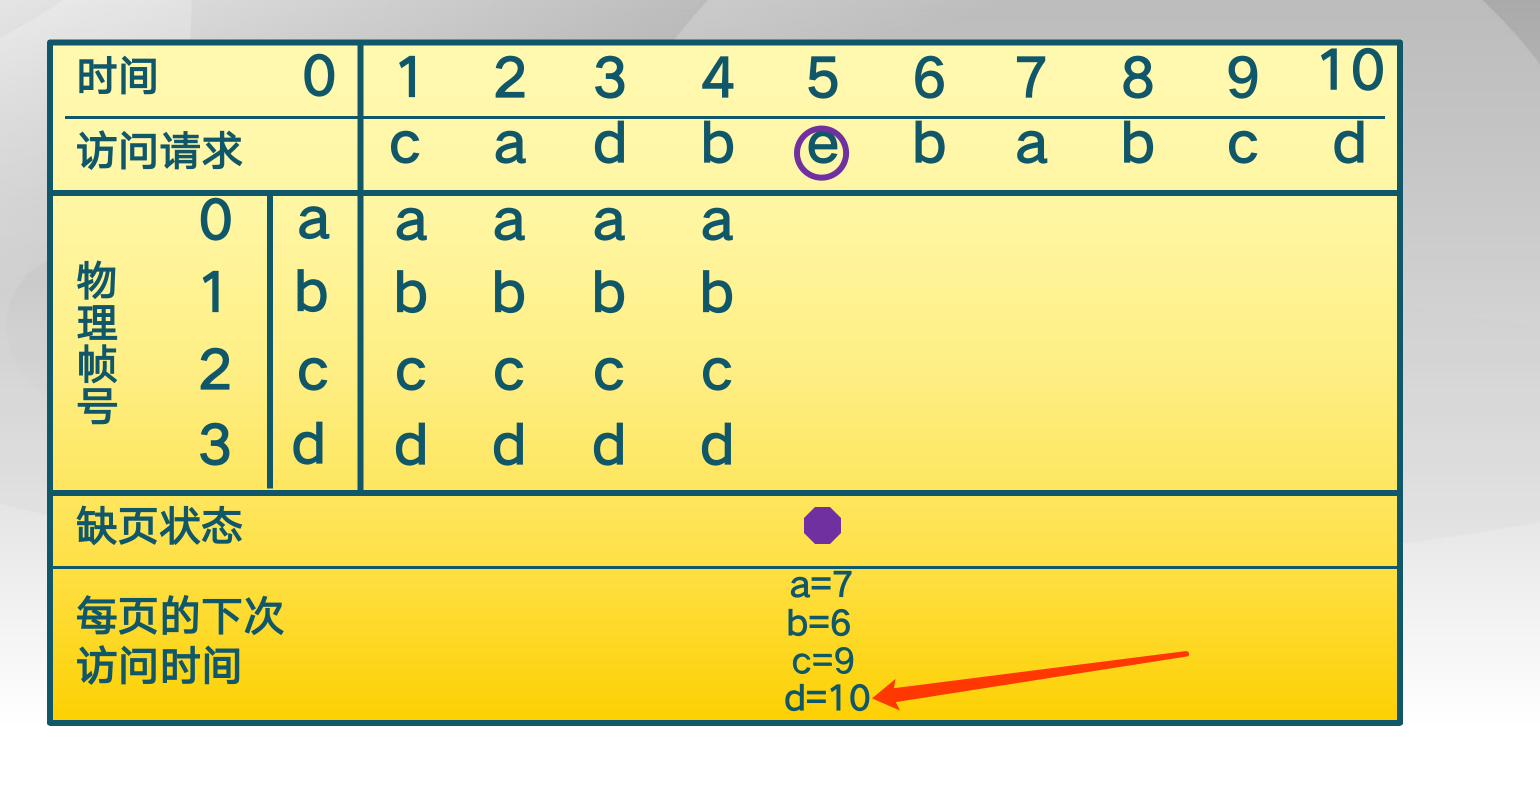 时间 0 1 2 3 4 5 6 7 8 9 10
访问请求 c a d b e b a b c d
物理帧号
0 a a a a a
1 b b b b b
2 c c c c c
3 d d d d d
缺页状态
每页的下次
访问时间
a=7
b=6
c=9
d=10